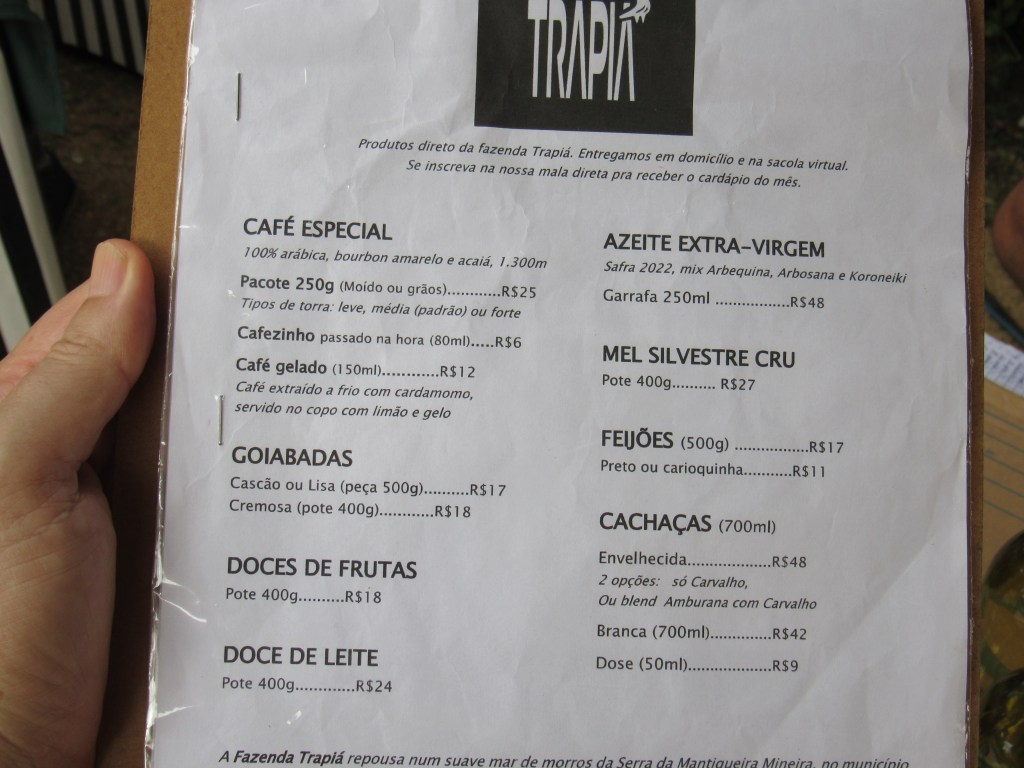 TRAPIÁ
Produtos direto da fazenda Trapiá. Entregamos em domicílio e na sacola virtual.
Se inscreva na nossa mala direta pra receber o cardápio do mês.
CAFÉ ESPECIAL
100% arábica, bourbon amarelo e acaiá, 1.300m
Pacote 250g (Moído ou grãos)............R$25
Tipos de torra: leve, média (padrão) ou forte
Cafezinho passado na hora (80ml).....R$6
Café gelado (150ml)............R$12
Café extraído a frio com cardamomo,
servido no copo com limão e gelo
GOIABADAS
Cascão ou Lisa (peça 500g)..........R$17
Cremosa (pote 400g)............R$18
DOCES DE FRUTAS
Pote 400g..........R$18
DOCE DE LEITE
Pote 400g.............R$24
AZEITE EXTRA-VIRGEM
Safra 2022, mix Arbequina, Arbosana e Koroneiki
Garrafa 250ml ................R$48
MEL SILVESTRE CRU
Pote 400g.......... R$27
FEIJÕES (500g) ................R$17
Preto ou carioquinha..........R$11
CACHAÇAS (700ml)
Envelhecida..................R$48
2 opções: só Carvalho,
Ou blend Amburana com Carvalho
Branca (700ml).............R$42
Dose (50ml)..................R$9
A Fazenda Trapiá repousa num suave mar de morros da Serra da Mantiqueira Mineira, no município